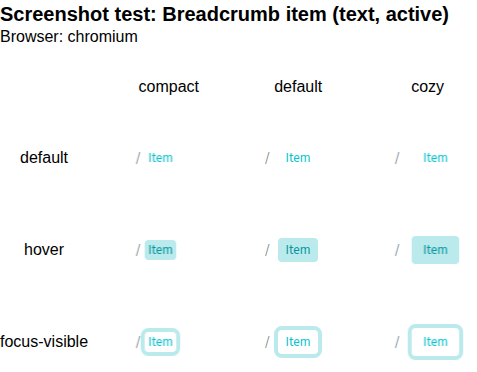 Screenshot test: Breadcrumb item (text, active)
Browser: chromium
compact default cozy
default / Item / Item / Item
hover / Item / Item / Item
focus-visible / Item / Item / Item